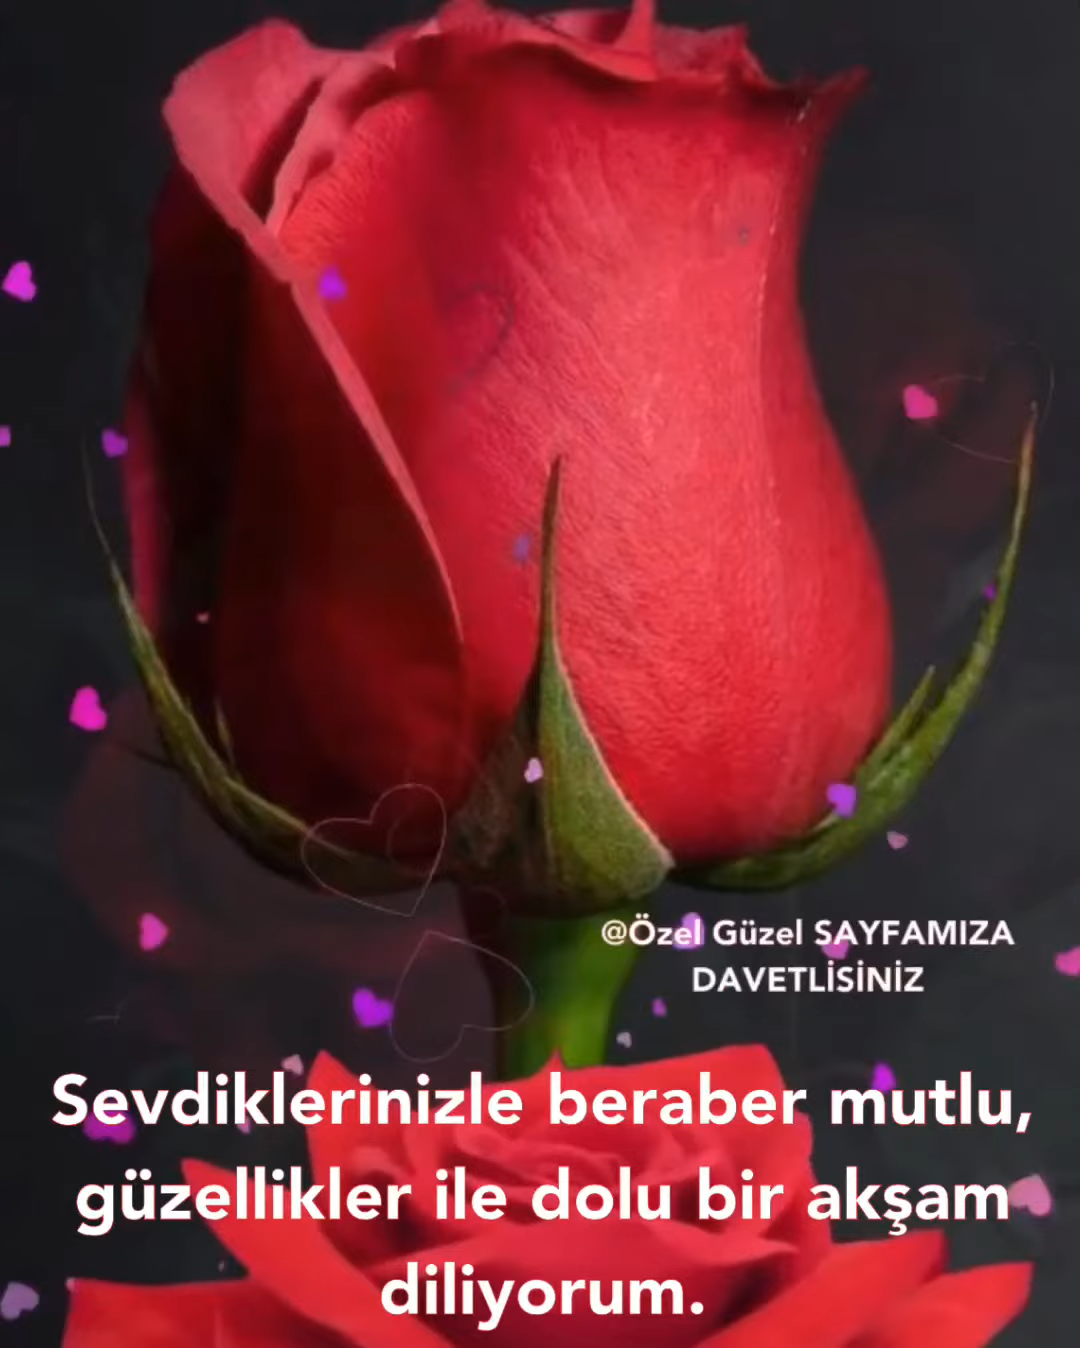 @Özel Güzel SAYFAMIZA
DAVETLİSİNİZ
Sevdiklerinizle beraber mutlu,
güzellikler ile dolu bir akşam
diliyorum.